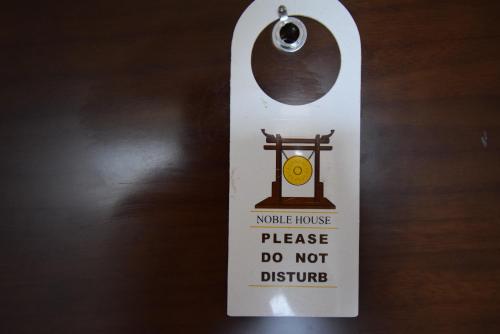 NOBLE HOUSE
PLEASE
DO NOT
DISTURB